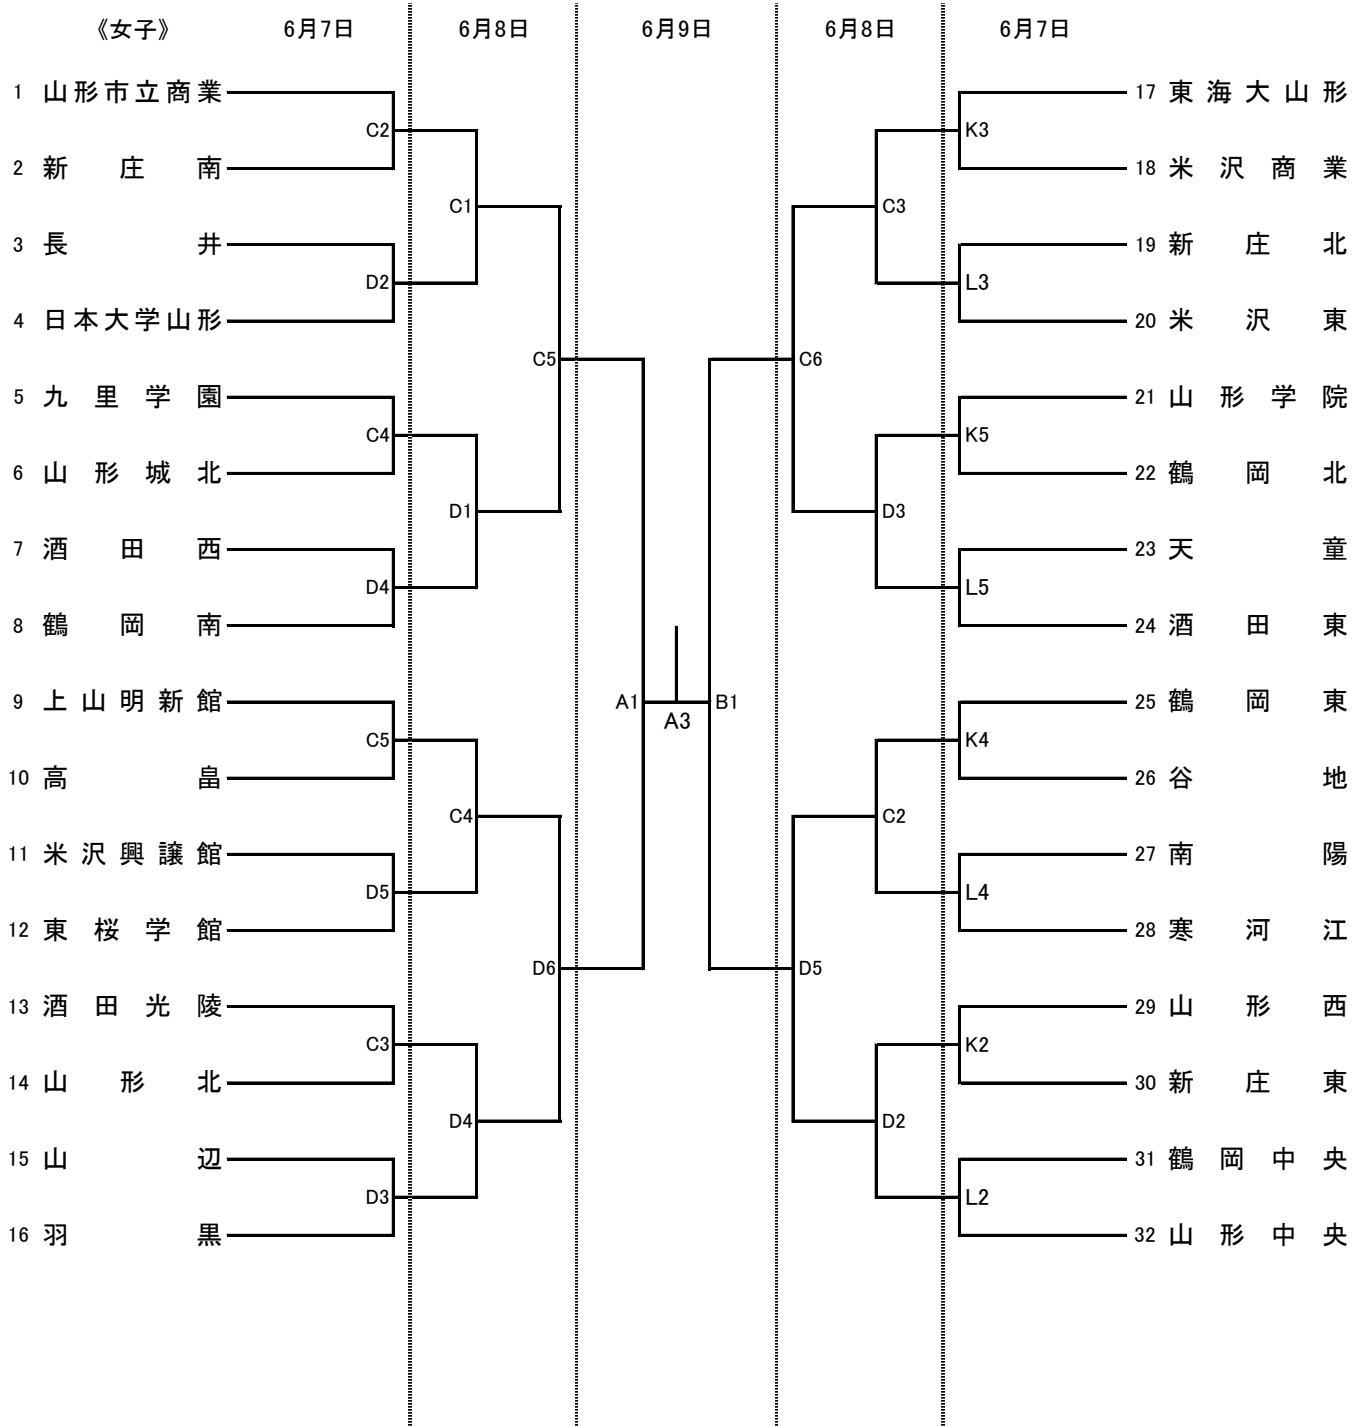 《女子》 6月7日 6月8日 6月9日 6月8日 6月7日
1 山形市立商業 17 東海大山形
C2 K3
2 新庄南 18 米沢商業
C1 C3
3 長井 19 新庄北
D2 L3
4 日本大学山形 20 米沢東
C5 C6
5 九里学園 21 山形学院
C4 K5
6 山形城北 22 鶴岡北
D1 D3
7 酒田西 23 天童
D4 L5
8 鶴岡南 24 酒田東
9 上山明新館 A1 B1 25 鶴岡東
A3
C5 K4
10 高畠 26 谷地
C4 C2
11 米沢興譲館 27 南陽
D5 L4
12 東桜学館 28 寒河江
D6 D5
13 酒田光陵 29 山形西
C3 K2
14 山形北 30 新庄東
D4 D2
15 山辺 31 鶴岡中央
D3 L2
16 羽黒 32 山形中央